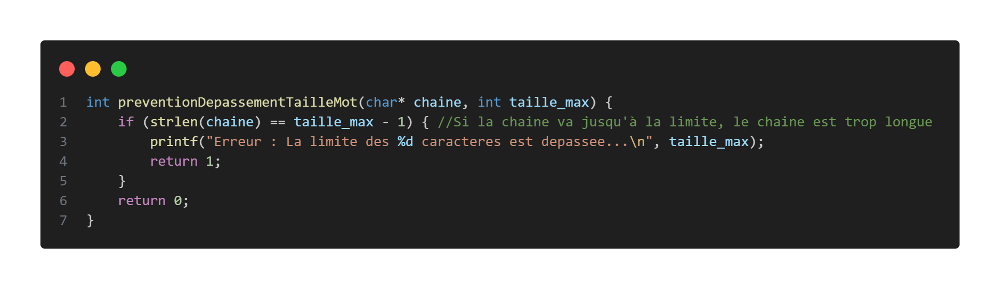 1 int preventionDepassementTailleMot(char* chaine, int taille_max) {
2     if (strlen(chaine) == taille_max - 1) { //Si la chaine va jusqu'à la limite, le chaine est trop longue
3         printf("Erreur : La limite des %d caracteres est depassee...\n", taille_max);
4         return 1;
5     }
6     return 0;
7 }